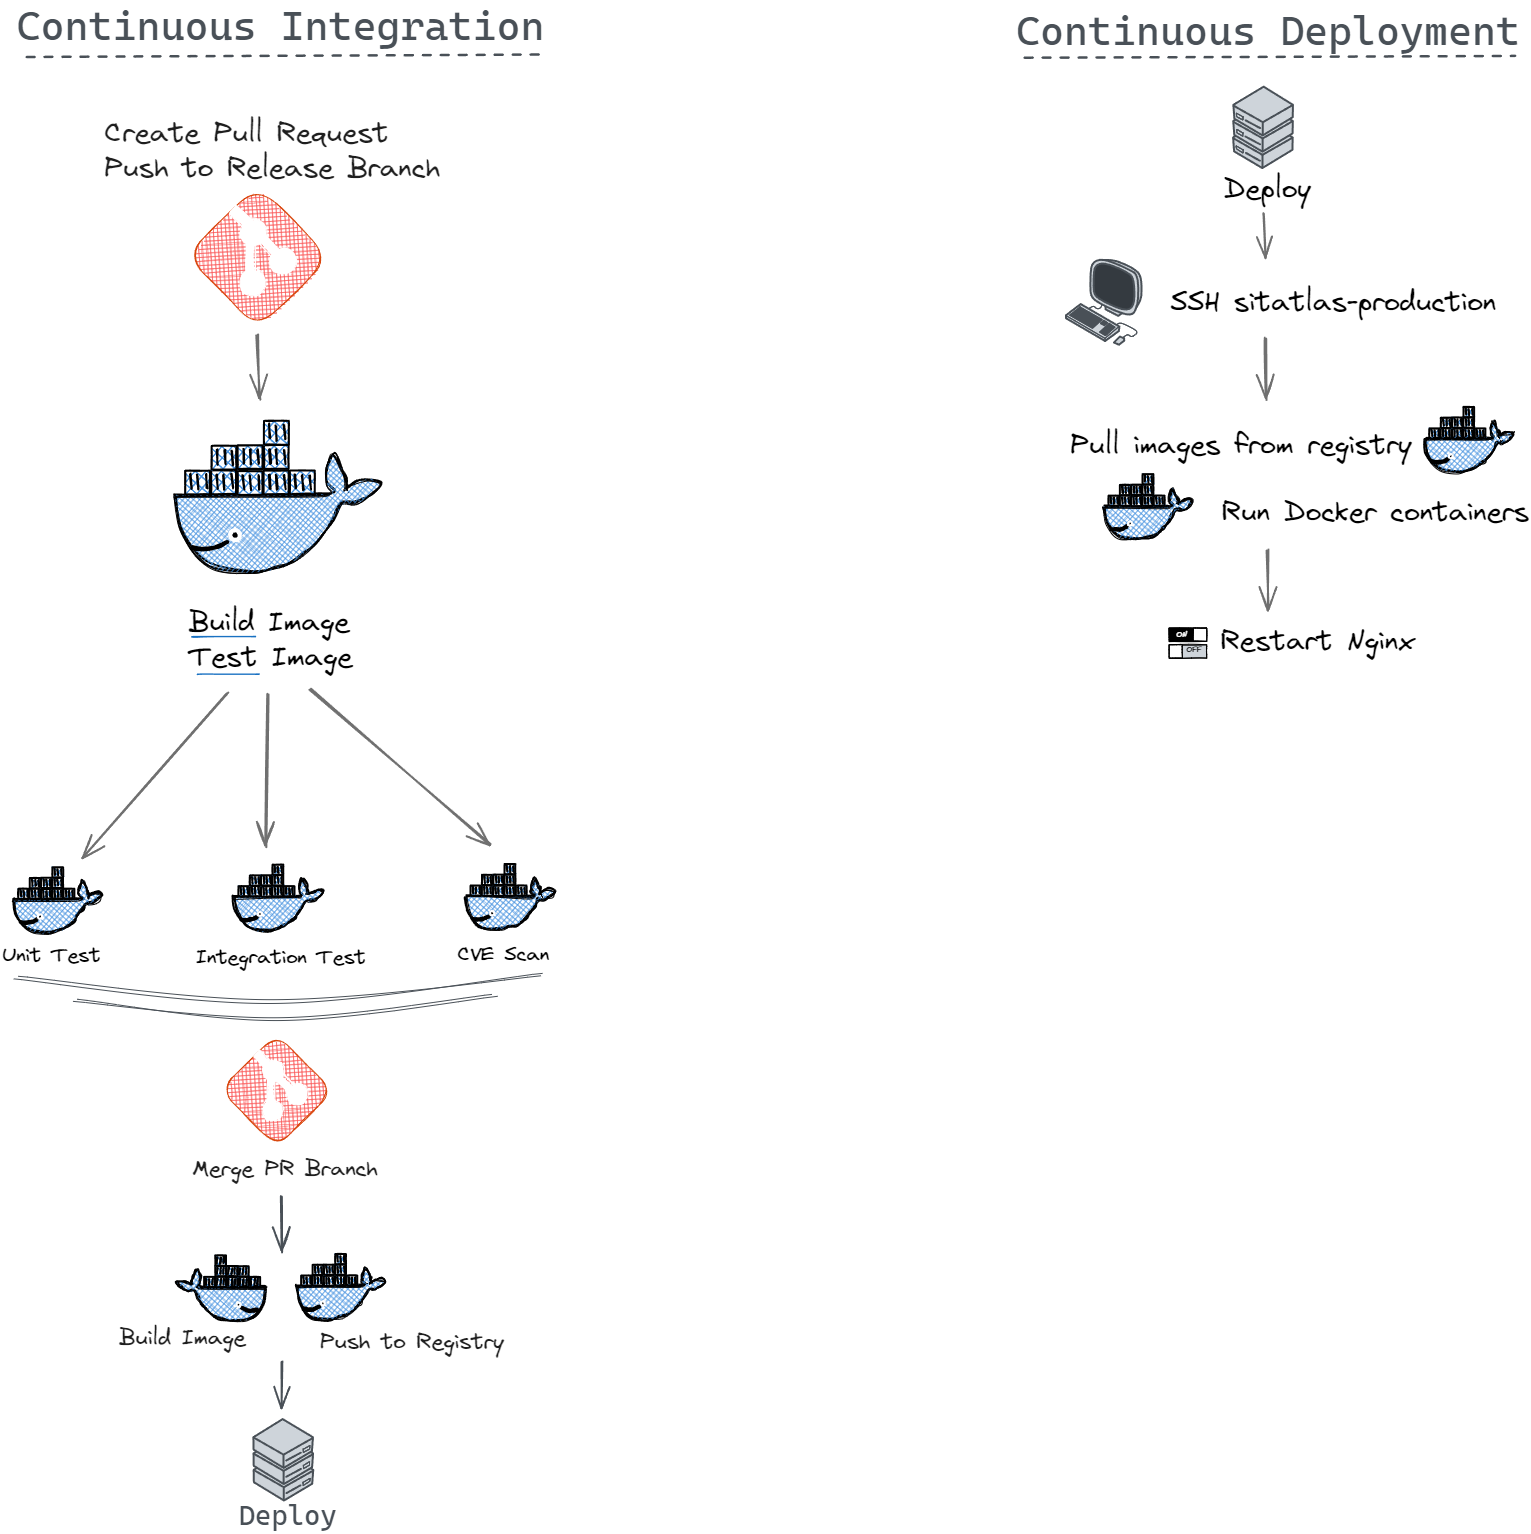 Continuous Integration
Create Pull Request
Push to Release Branch
Build Image
Test Image
Unit Test
Integration Test
CVE Scan
Merge PR Branch
Build Image
Push to Registry
Deploy
Continuous Deployment
Deploy
SSH sitatlas-production
Pull images from registry
Run Docker containers
ON
OFF
Restart Nginx